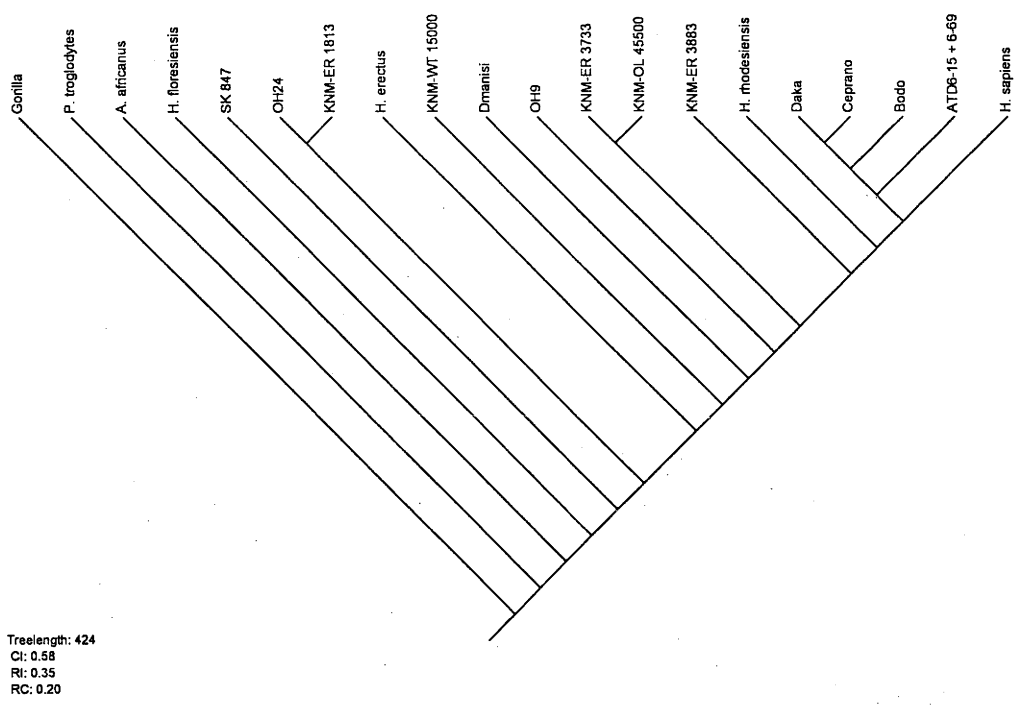 Gorilla
P. troglodytes
A. africanus
H. floresiensis
SK 847
OH24
KNM-ER 1813
H. erectus
KNM-WT 15000
Dmanisi
OH9
KNM-ER 3733
KNM-OL 45500
KNM-ER 3883
H. rhodesiensis
Daka
Ceprano
Bodo
ATD6-15 + 6-69
H. sapiens
Treelength: 424
CI: 0.58
RI: 0.35
RC: 0.20